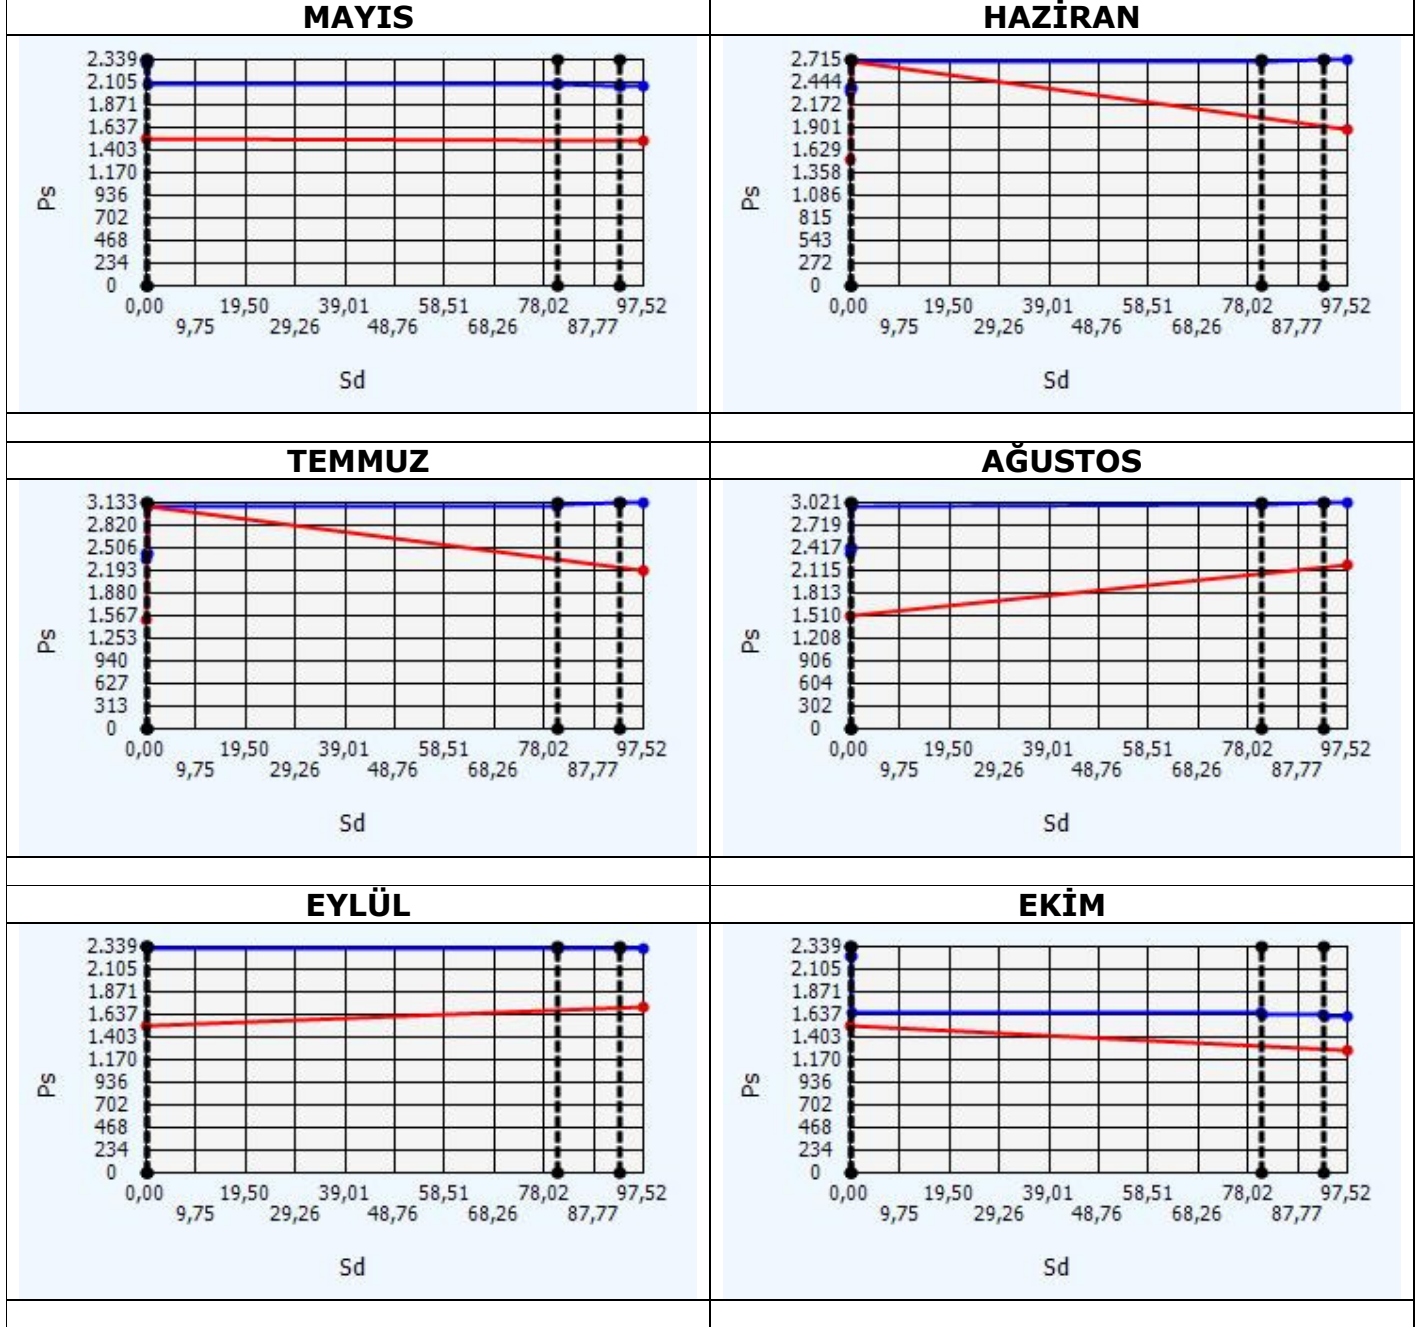 MAYIS
2.339
2.105
1.871
1.637
1.403
1.170
936
702
468
234
0
Ps
0,00 19,50 39,01 58,51 78,02 97,52
9,75 29,26 48,76 68,26 87,77
Sd
HAZİRAN
2.715
2.444
2.172
1.901
1.629
1.358
1.086
815
543
272
0
Ps
0,00 19,50 39,01 58,51 78,02 97,52
9,75 29,26 48,76 68,26 87,77
Sd
TEMMUZ
3.133
2.820
2.506
2.193
1.880
1.567
1.253
940
627
313
0
Ps
0,00 19,50 39,01 58,51 78,02 97,52
9,75 29,26 48,76 68,26 87,77
Sd
AĞUSTOS
3.021
2.719
2.417
2.115
1.813
1.510
1.208
906
604
302
0
Ps
0,00 19,50 39,01 58,51 78,02 97,52
9,75 29,26 48,76 68,26 87,77
Sd
EYLÜL
2.339
2.105
1.871
1.637
1.403
1.170
936
702
468
234
0
Ps
0,00 19,50 39,01 58,51 78,02 97,52
9,75 29,26 48,76 68,26 87,77
Sd
EKİM
2.339
2.105
1.871
1.637
1.403
1.170
936
702
468
234
0
Ps
0,00 19,50 39,01 58,51 78,02 97,52
9,75 29,26 48,76 68,26 87,77
Sd